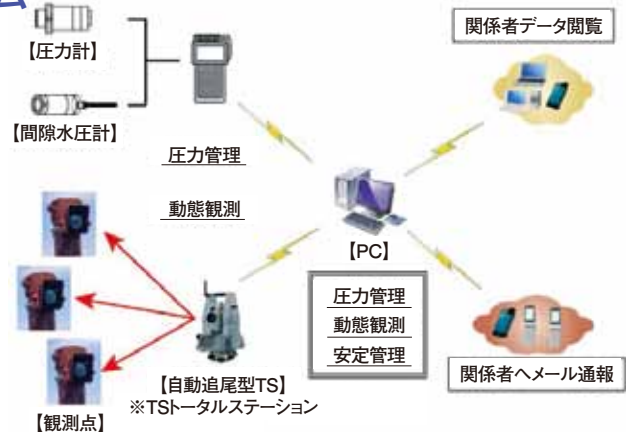 ム
【圧力計】
【間隙水圧計】
圧力管理
動態観測
関係者データ閲覧
【PC】
圧力管理
動態観測
安定管理
関係者へメール通報
【自動追尾型TS】
※TSトータルステーション
【観測点】